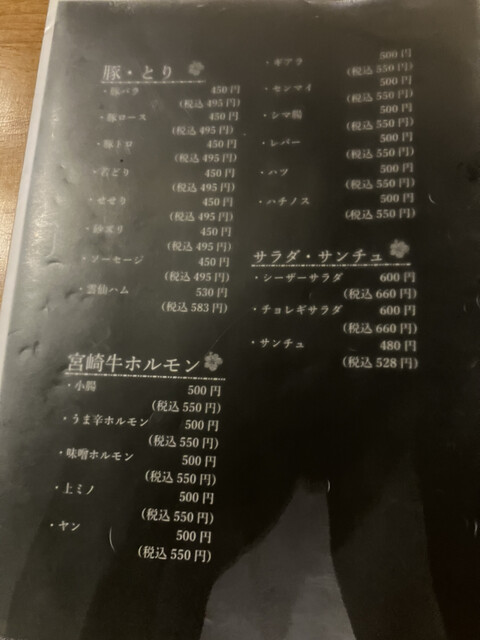 豚・とり
・豚バラ 450円
(税込 495円)
・豚ロース 450円
(税込 495円)
・豚トロ 450円
(税込 495円)
・若どり 450円
(税込 495円)
・せせり 450円
(税込 495円)
・砂ズリ 450円
(税込 495円)
・ソーセージ 450円
(税込 495円)
・雲仙ハム 530円
(税込 583円)
宮崎牛ホルモン
・小腸 500円
(税込 550円)
・うま辛ホルモン 500円
(税込 550円)
・味噌ホルモン 500円
(税込 550円)
・上ミノ 500円
(税込 550円)
・ヤン 500円
(税込 550円)
・ギアラ 500円
(税込 550円)
・センマイ 500円
(税込 550円)
・シマ腸 500円
(税込 550円)
・レバー 500円
(税込 550円)
・ハツ 500円
(税込 550円)
・ハチノス 500円
(税込 550円)
サラダ・サンチュ
・シーザーサラダ 600円
(税込 660円)
・チョレギサラダ 600円
(税込 660円)
・サンチュ 480円
(税込 528円)